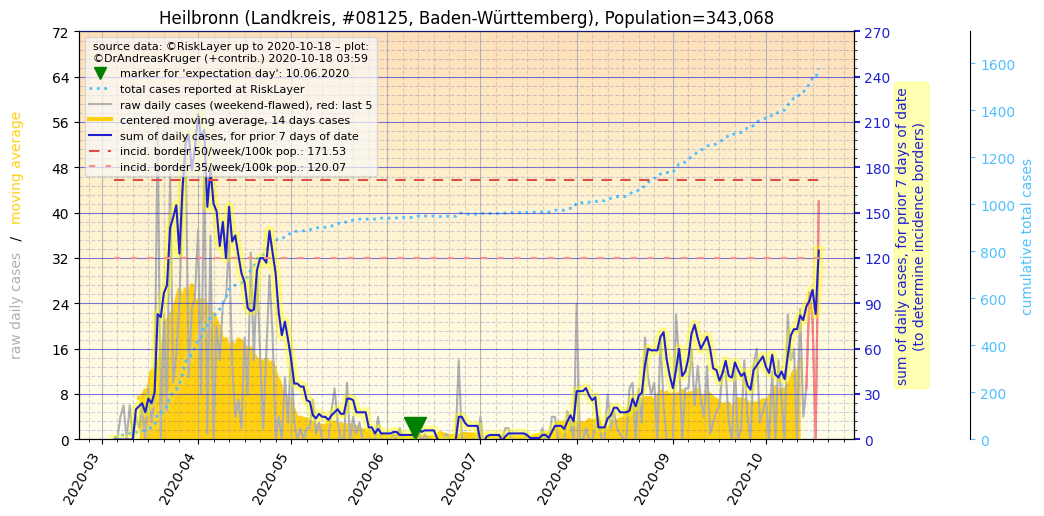 Heilbronn (Landkreis, #08125, Baden-Württemberg), Population=343,068
source data: ©RiskLayer up to 2020-10-18 – plot:
©DrAndreasKruger (+contrib.) 2020-10-18 03:59
marker for 'expectation day': 10.06.2020
total cases reported at RiskLayer
raw daily cases (weekend-flawed), red: last 5
centered moving average, 14 days cases
sum of daily cases, for prior 7 days of date
incid. border 50/week/100k pop.: 171.53
incid. border 35/week/100k pop.: 120.07
raw daily cases / moving average
72
64
56
48
40
32
24
16
8
0
2020-03
2020-04
2020-05
2020-06
2020-07
2020-08
2020-09
2020-10
270
240
210
180
150
120
90
60
30
0
sum of daily cases, for prior 7 days of date
(to determine incidence borders)
1600
1400
1200
1000
800
600
400
200
0
cumulative total cases